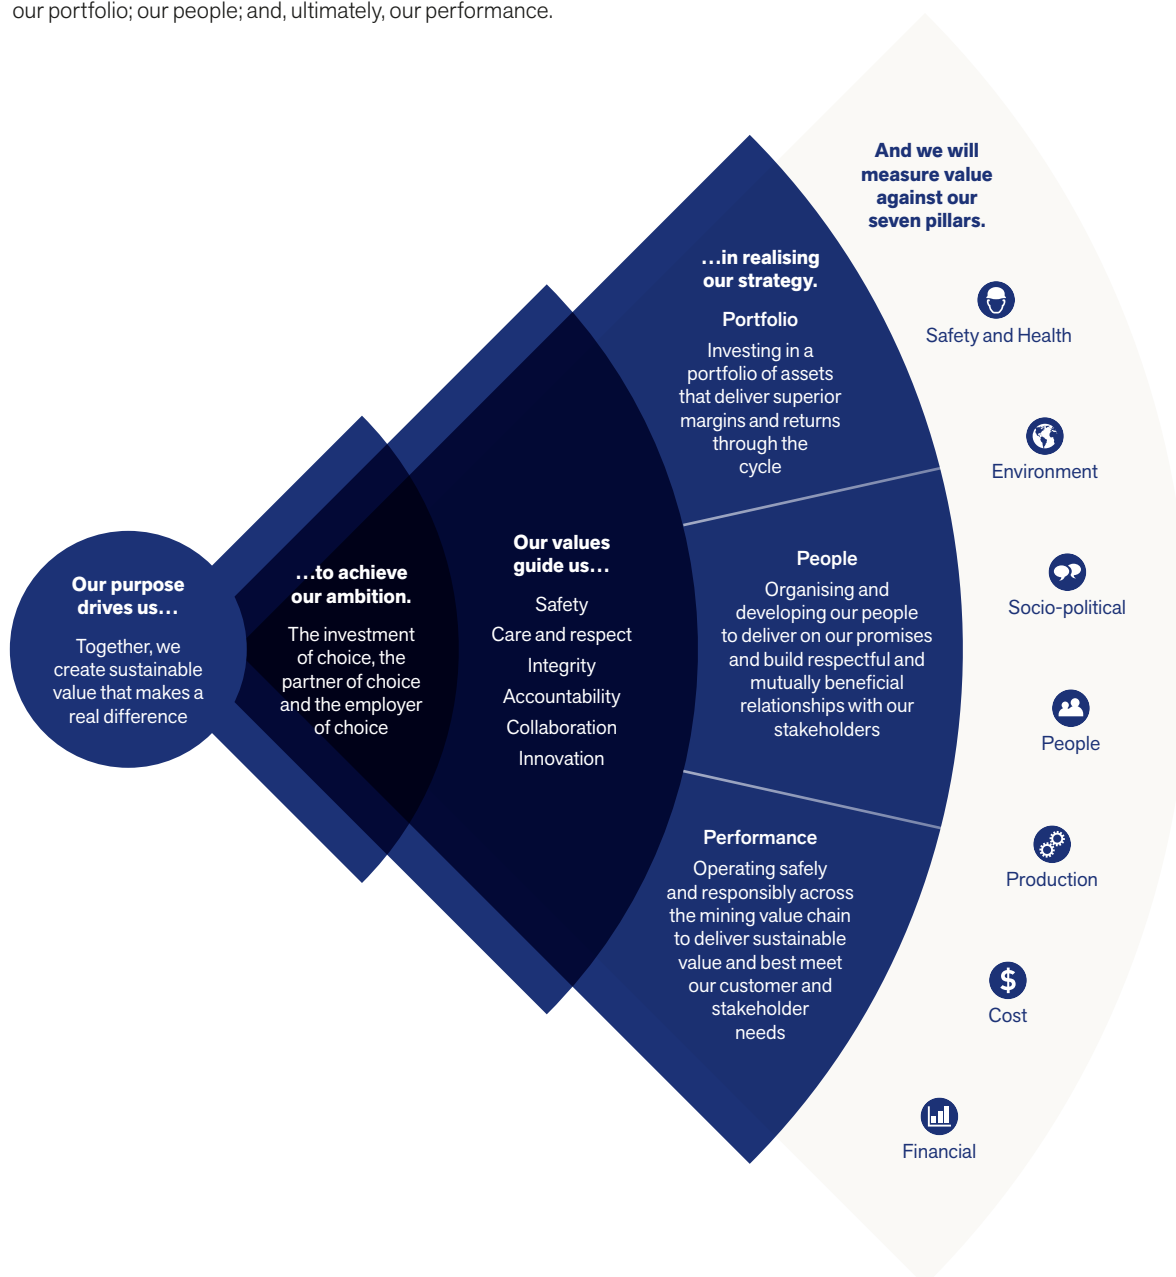 our portfolio; our people; and, ultimately, our performance.
Our purpose
drives us…
Together, we
create sustainable
value that makes a
real difference
…to achieve
our ambition.
The investment
of choice, the
partner of choice
and the employer
of choice
Our values
guide us…
Safety
Care and respect
Integrity
Accountability
Collaboration
Innovation
…in realising
our strategy.
Portfolio
Investing in a
portfolio of assets
that deliver superior
margins and returns
through the
cycle
People
Organising and
developing our people
to deliver on our promises
and build respectful and
mutually beneficial
relationships with our
stakeholders
Performance
Operating safely
and responsibly across
the mining value chain
to deliver sustainable
value and best meet
our customer and
stakeholder
needs
And we will
measure value
against our
seven pillars.
Safety and Health
Environment
Socio-political
People
Production
$
Cost
Financial